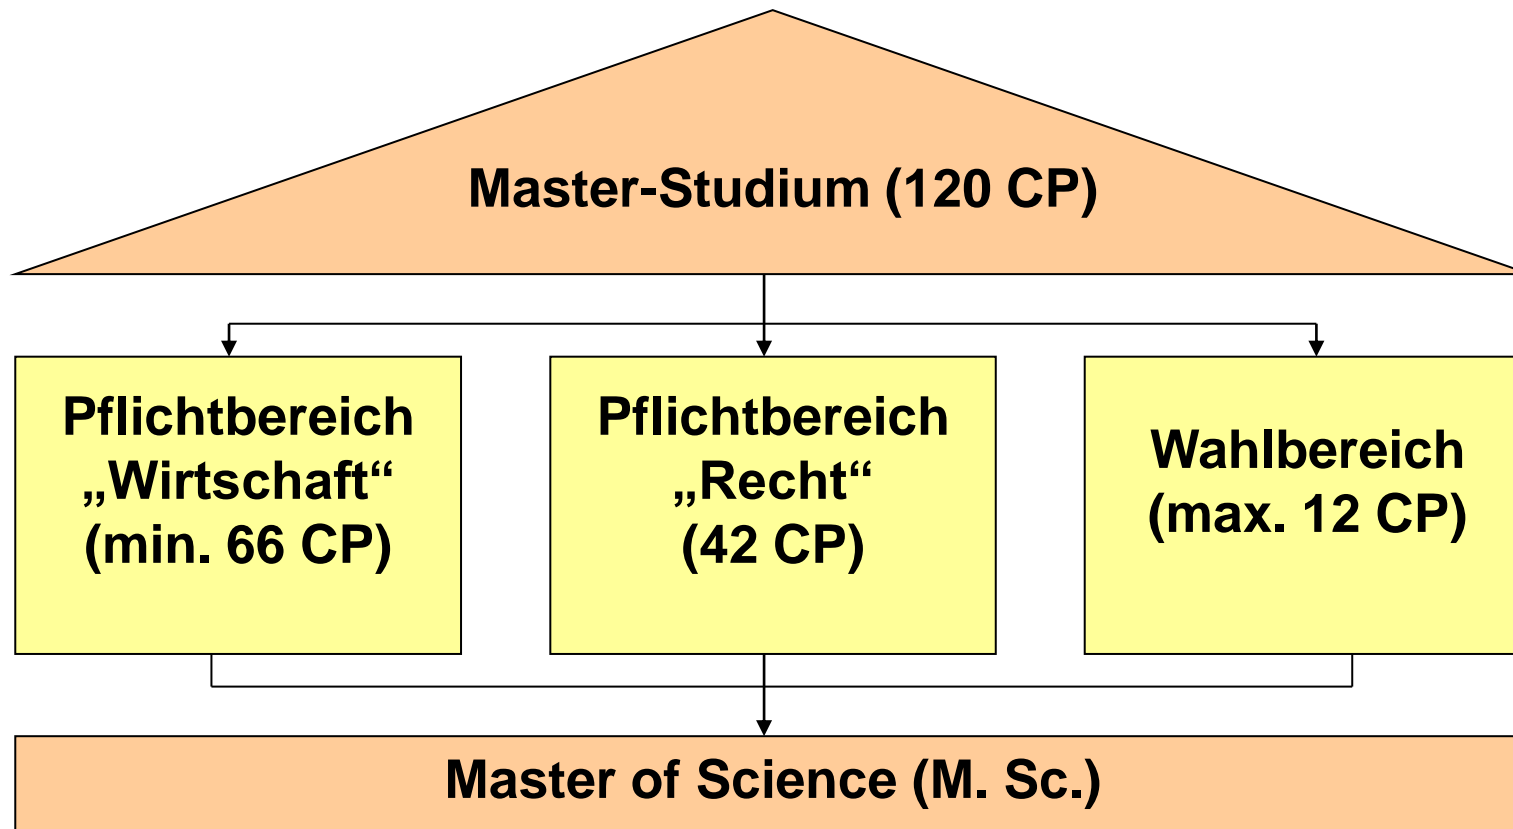 Master-Studium (120 CP)
Pflichtbereich
„Wirtschaft“
(min. 66 CP)
Pflichtbereich
„Recht“
(42 CP)
Wahlbereich
(max. 12 CP)
Master of Science (M. Sc.)